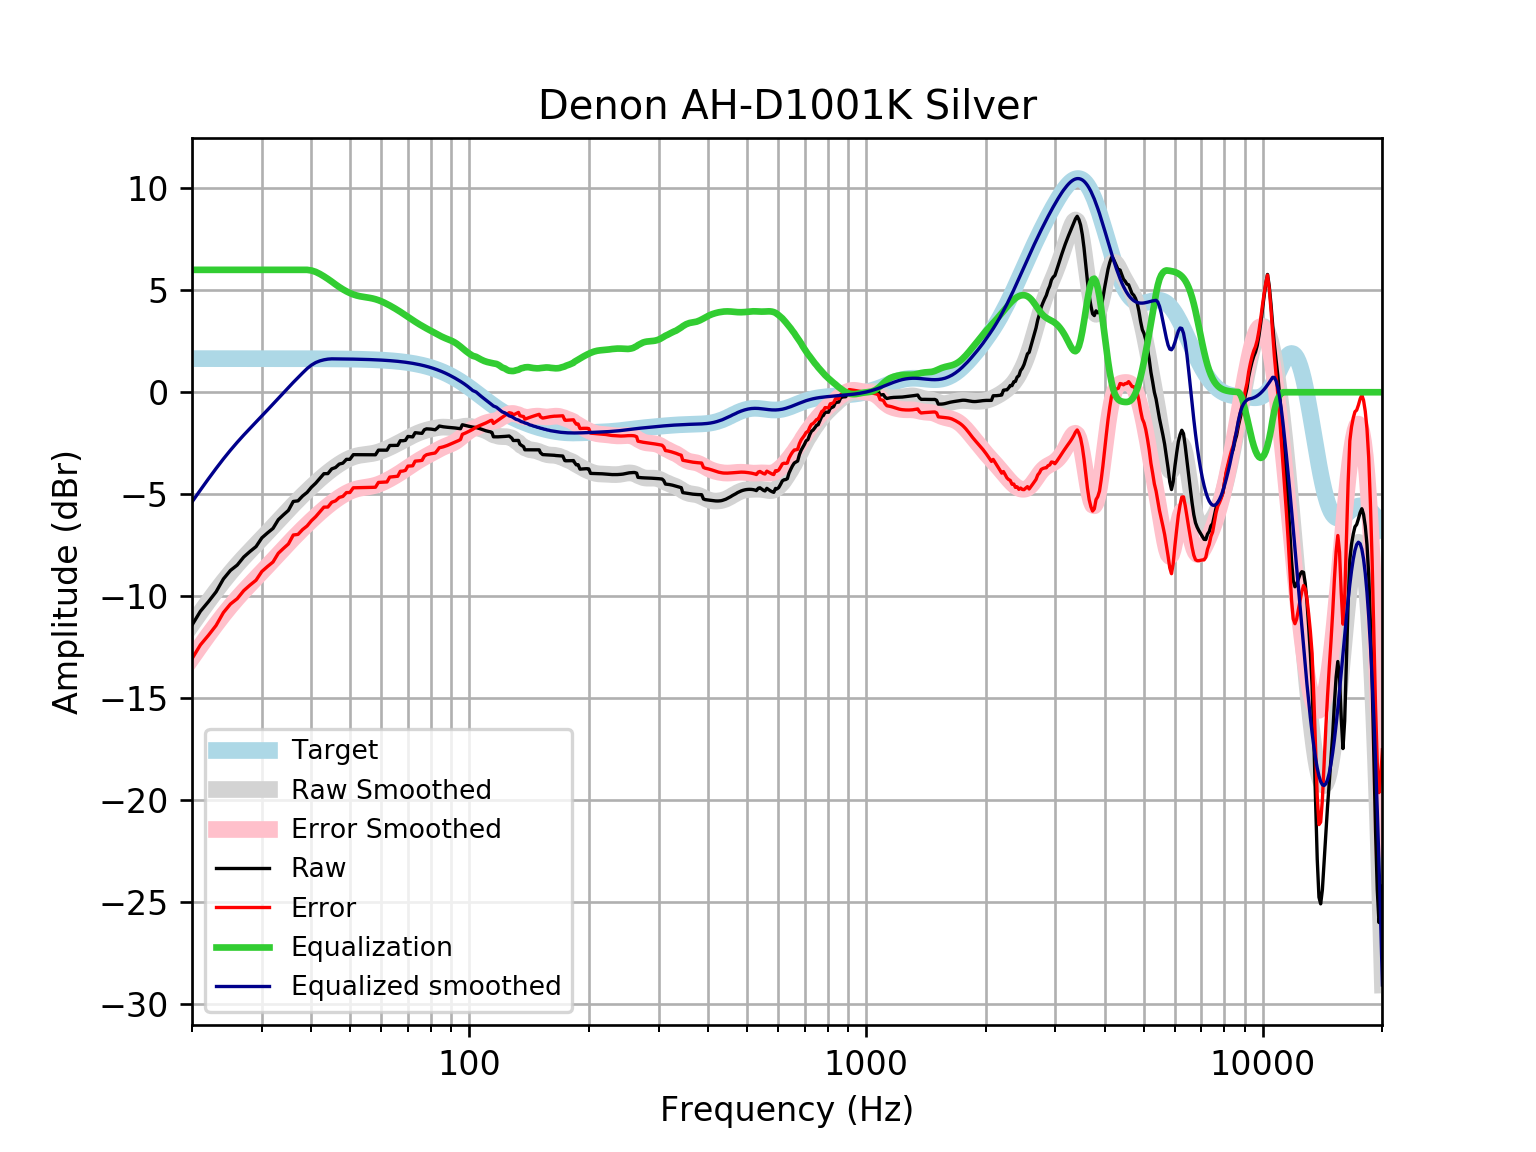 Denon AH-D1001K Silver
Amplitude (dBr)
10
5
0
−5
−10
−15
−20
−25
−30
Target
Raw Smoothed
Error Smoothed
Raw
Error
Equalization
Equalized smoothed
100
1000
10000
Frequency (Hz)